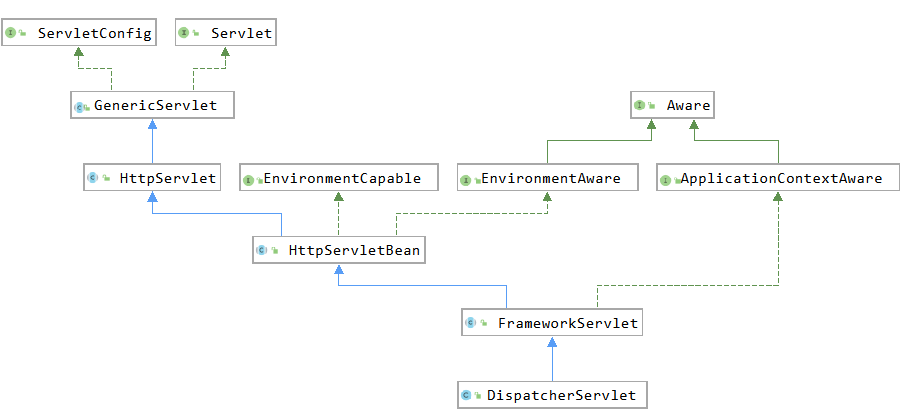 ServletConfig
Servlet
GenericServlet
Aware
HttpServlet
EnvironmentCapable
EnvironmentAware
ApplicationContextAware
HttpServletBean
FrameworkServlet
DispatcherServlet